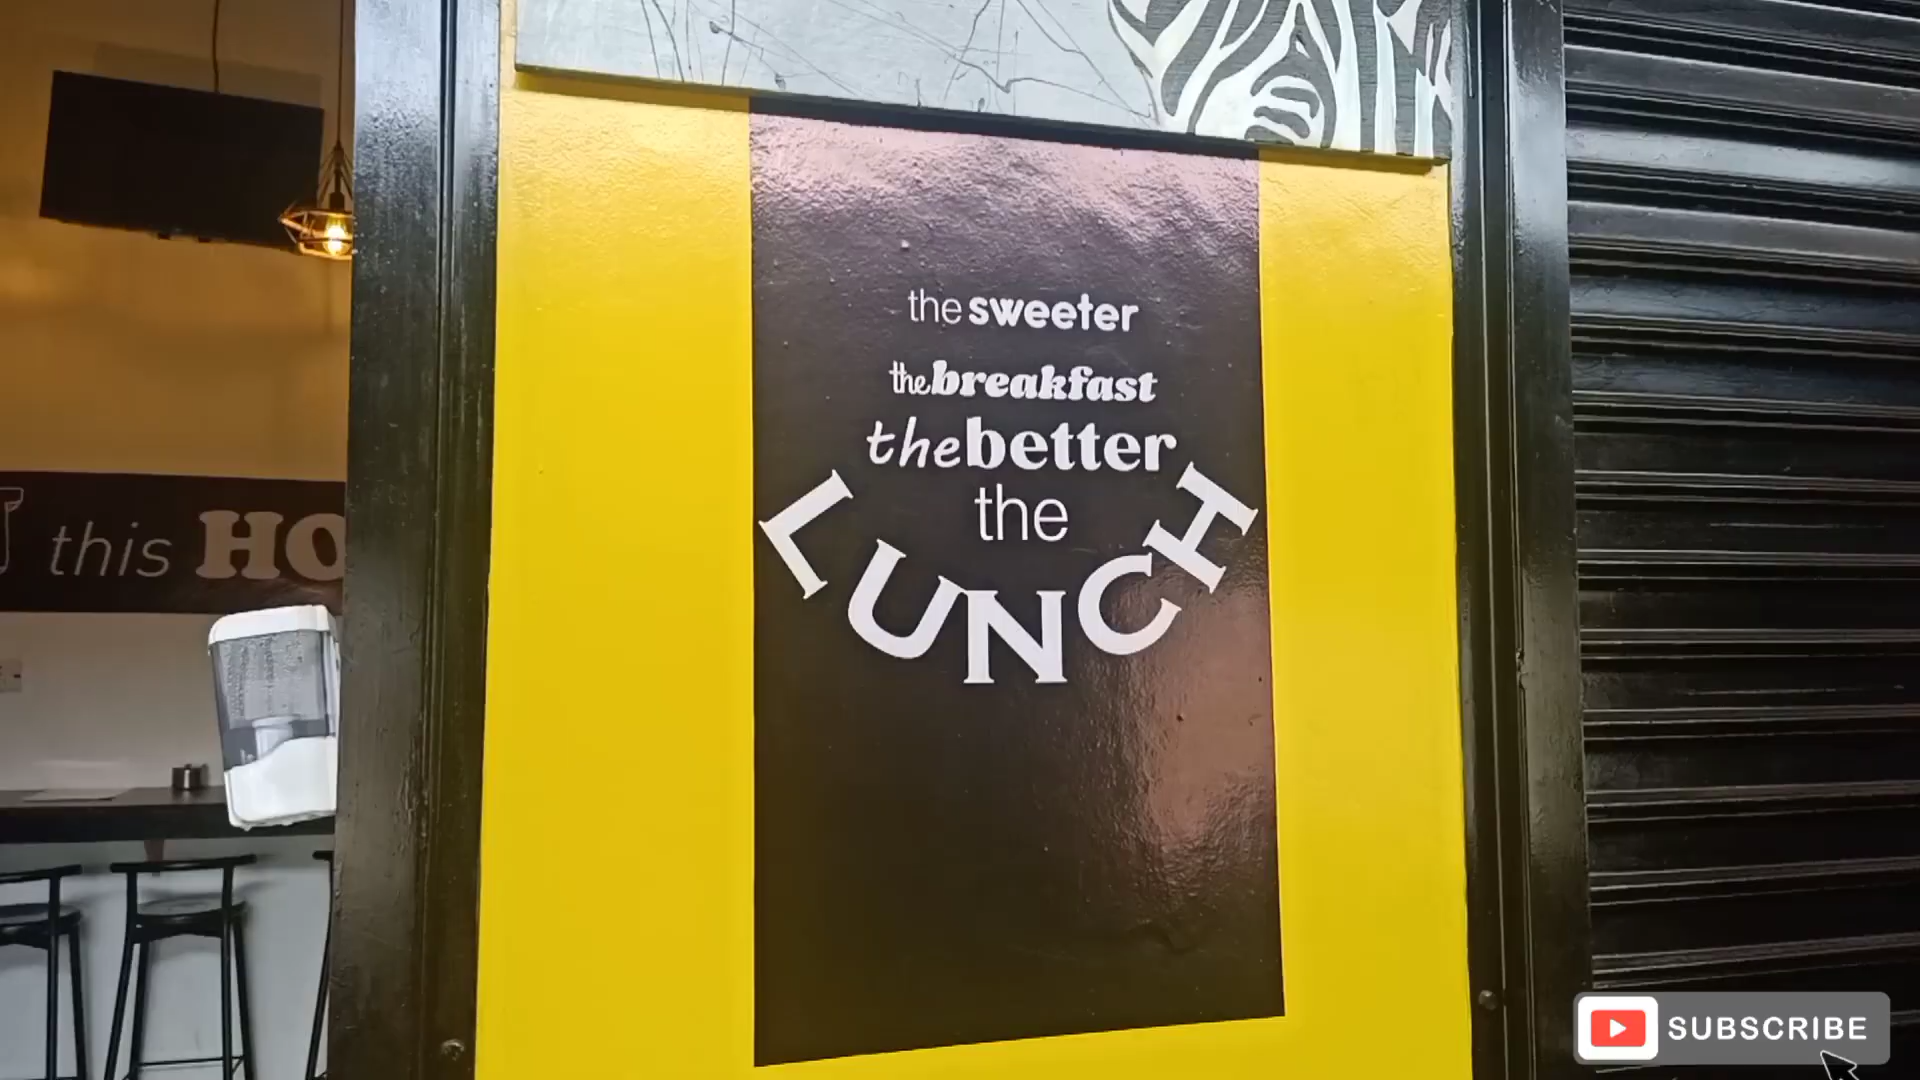 the sweeter
the breakfast
the better
the
LUNCH
this HO
SUBSCRIBE